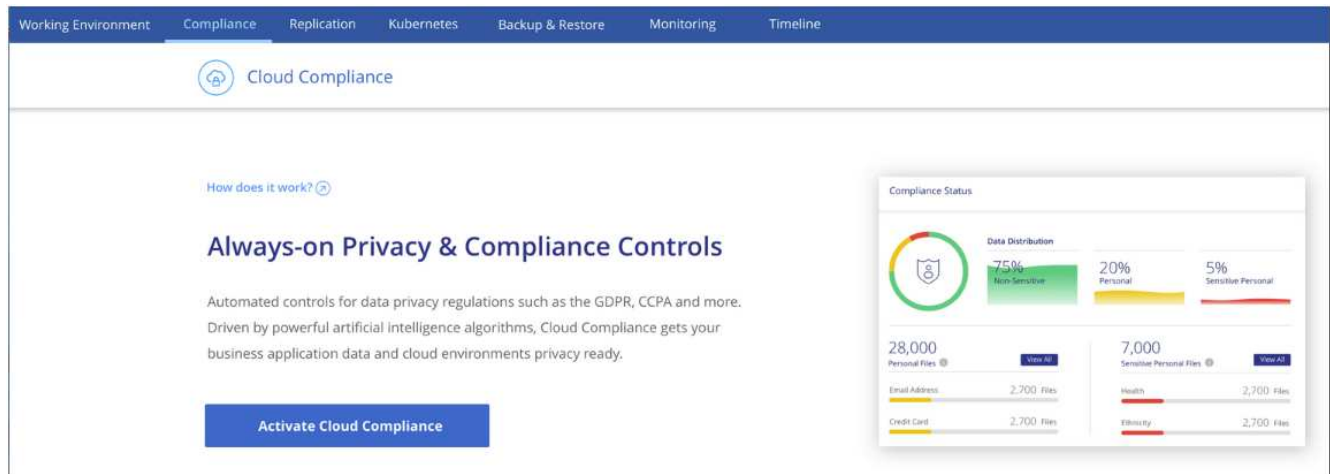 Working Environment Compliance Replication Kubernetes Backup & Restore Monitoring Timeline
Cloud Compliance
How does it work?
Always-on Privacy & Compliance Controls
Automated controls for data privacy regulations such as the GDPR, CCPA and more.
Driven by powerful artificial intelligence algorithms, Cloud Compliance gets your
business application data and cloud environments privacy ready.
Activate Cloud Compliance
Compliance Status
Data Distribution
75% 20% 5%
Non-Sensitive Personal Sensitive Personal
28,000 View All
Personal Files
Email Address 2,700 Files
Credit Card 2,700 Files
7,000 View All
Sensitive Personal Files
Health 2,700 Files
Ethnicity 2,700 Files